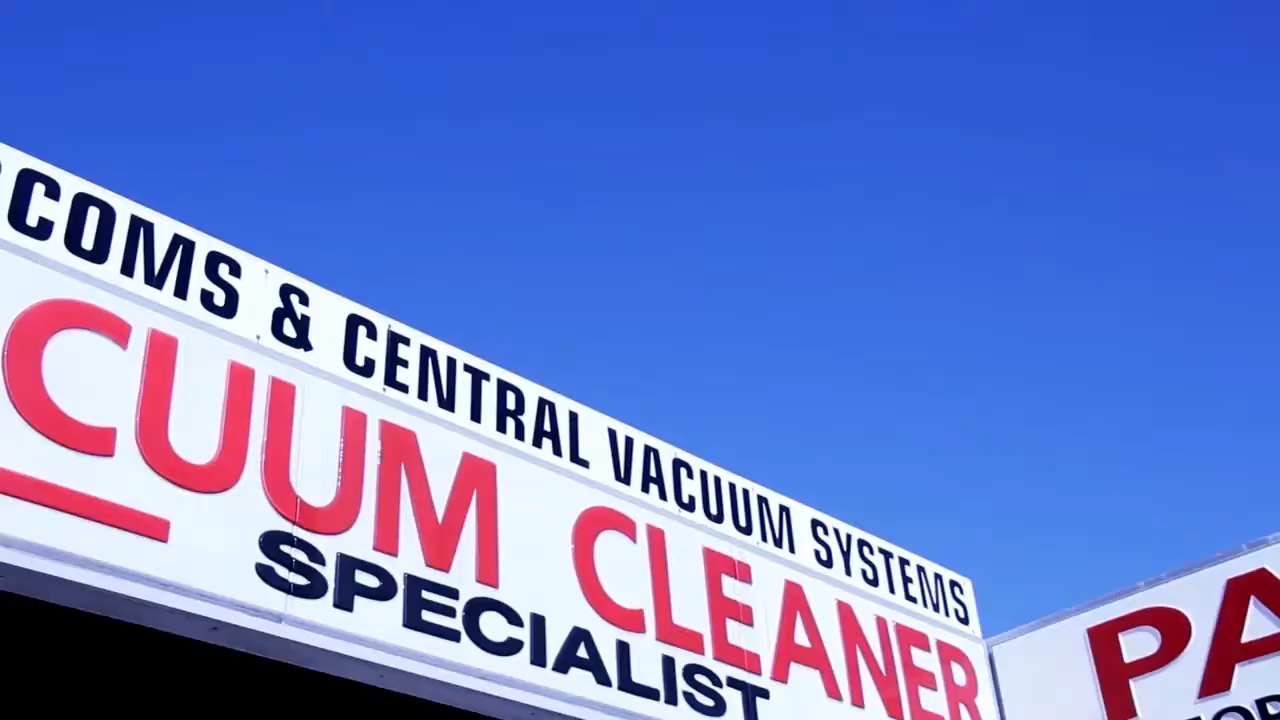 COMS & CENTRAL VACUUM SYSTEMS
CUUM CLEANER
SPECIALIST
PA